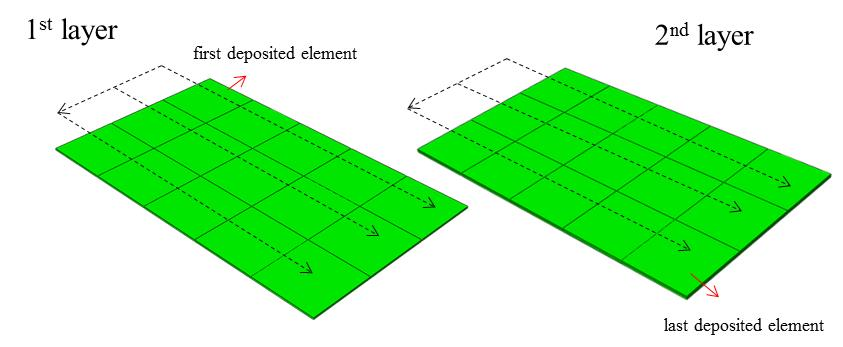 1st layer
first deposited element
2nd layer
last deposited element